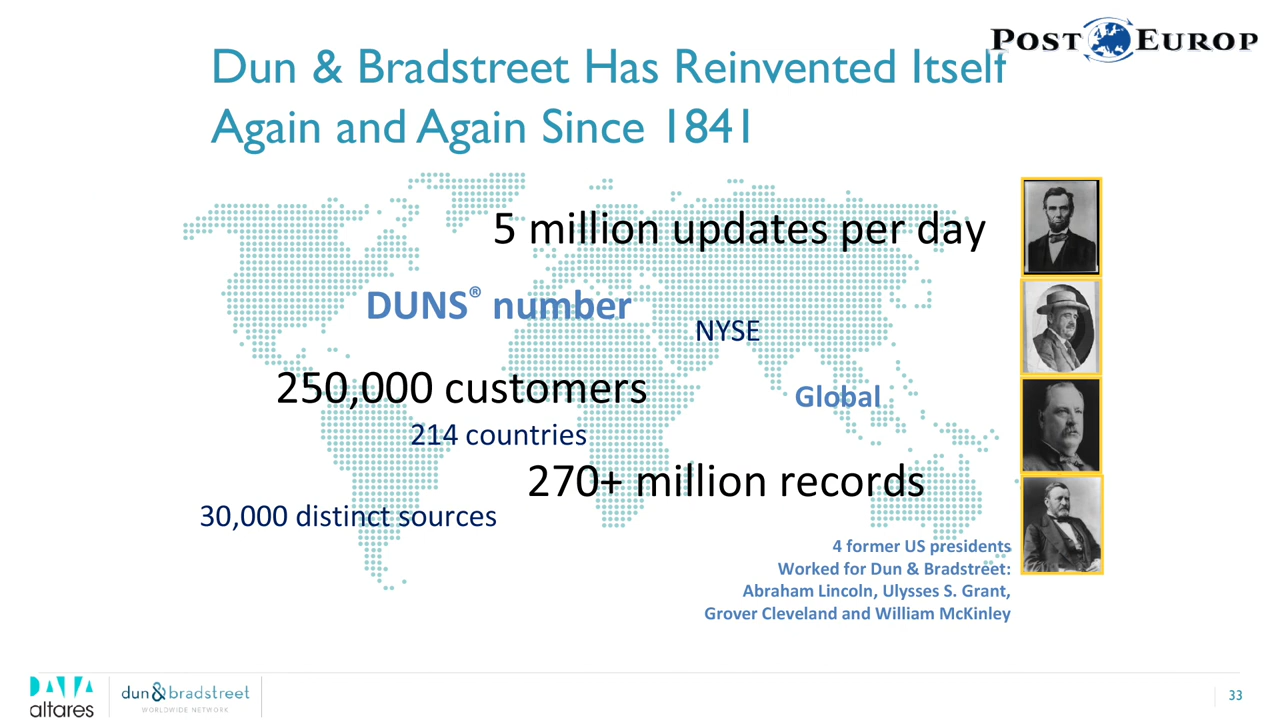 POST EUROP
Dun & Bradstreet Has Reinvented Itself
Again and Again Since 1841
5 million updates per day
DUNS® number
NYSE
250,000 customers
Global
214 countries
270+ million records
30,000 distinct sources
4 former US presidents
Worked for Dun & Bradstreet:
Abraham Lincoln, Ulysses S. Grant,
Grover Cleveland and William McKinley
DATA
altares
dun&bradstreet
WORLDWIDE NETWORK
33